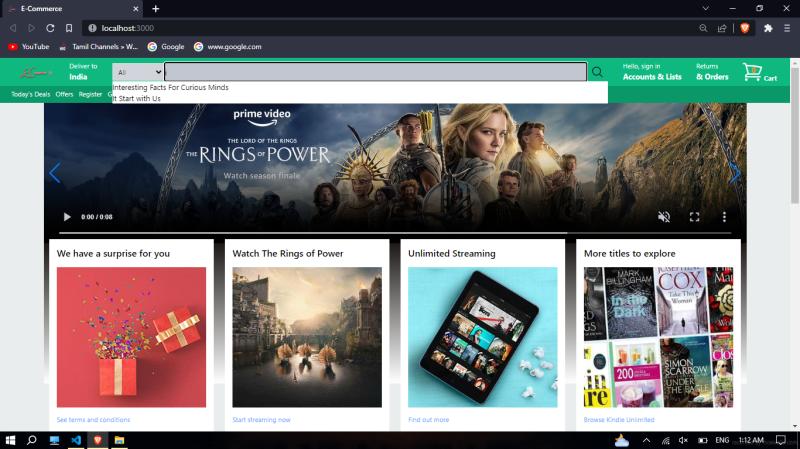 E-Commerce
localhost:3000
YouTube
Tamil Channels » W...
Google
www.google.com
Deliver to
India
All
Hello, sign in
Accounts & Lists
Returns
& Orders
Cart
Interesting Facts For Curious Minds
It Start with Us
Today's Deals Offers Register G
prime video
THE LORD OF THE RINGS
THE RINGS OF POWER
Watch season finale
0:00 / 0:08
We have a surprise for you
Watch The Rings of Power
Unlimited Streaming
More titles to explore
MARK BILLINGHAM
In the Dark
JOSEPHINE COX
Take This Woman
200
SIMON SCARROW
UNDER THE EAGLE
See terms and conditions
Start streaming now
Find out more
Browse Kindle Unlimited
ENG
1:12 AM